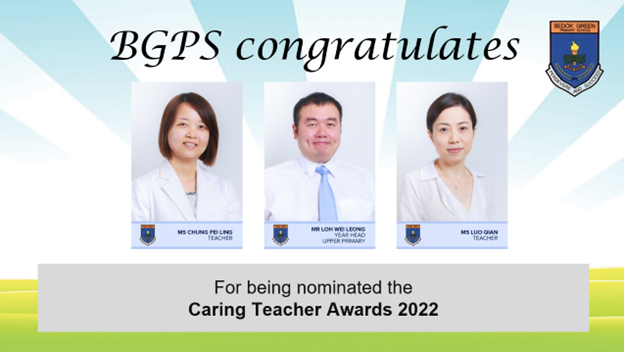 BGPS congratulates
BEDOK GREEN
PRIMARY SCHOOL
MS CHUNG PEI LING
TEACHER
MR LOH WEI LEONG
YEAR HEAD
UPPER PRIMARY
MS LUO QIAN
TEACHER
For being nominated the
Caring Teacher Awards 2022